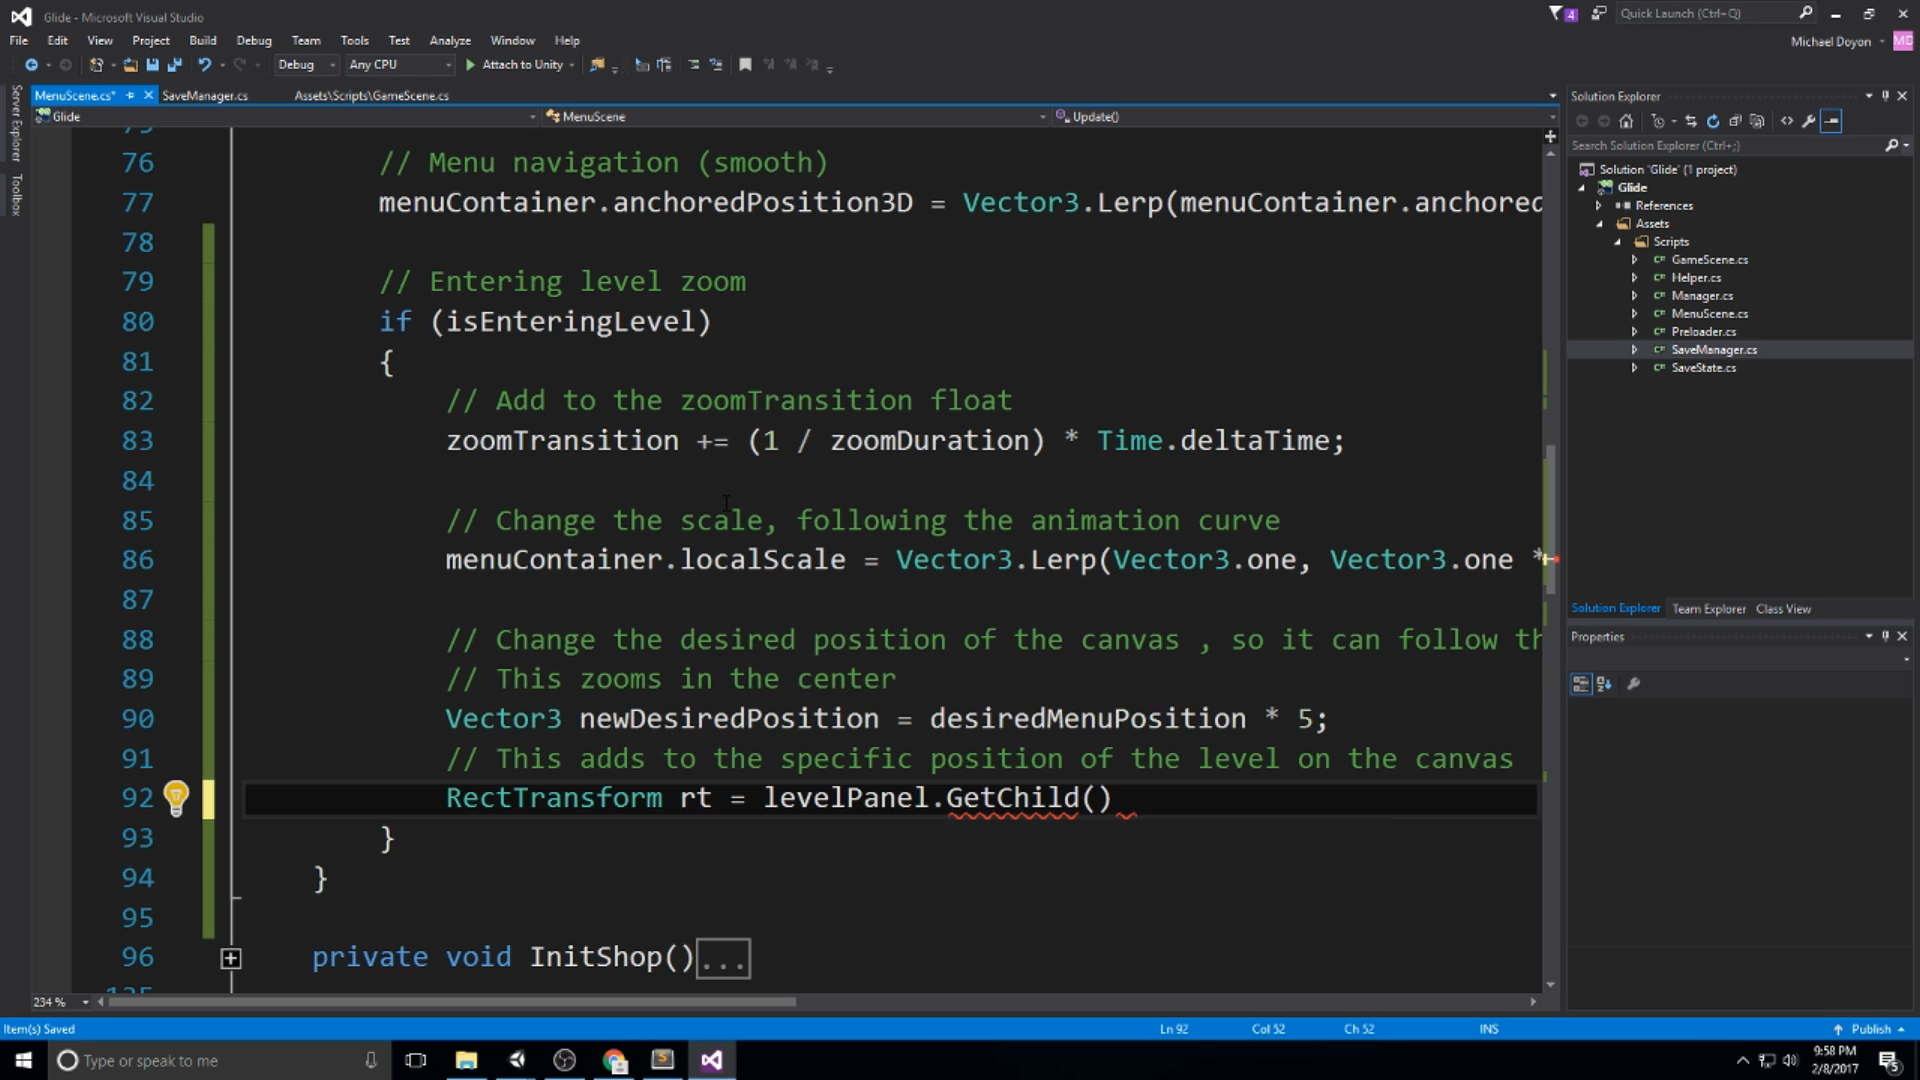 Glide - Microsoft Visual Studio
4
Quick Launch (Ctrl+Q)
File Edit View Project Build Debug Team Tools Test Analyze Window Help
Michael Doyon
MD
Debug Any CPU Attach to Unity
MenuScene.cs* SaveManager.cs Assets\Scripts\GameScene.cs
Glide MenuScene Update()
Server Explorer
Toolbox
75
76 // Menu navigation (smooth)
77 menuContainer.anchoredPosition3D = Vector3.Lerp(menuContainer.anchored
78
79 // Entering level zoom
80 if (isEnteringLevel)
81 {
82 // Add to the zoomTransition float
83 zoomTransition += (1 / zoomDuration) * Time.deltaTime;
84
85 // Change the scale, following the animation curve
86 menuContainer.localScale = Vector3.Lerp(Vector3.one, Vector3.one *
87
88 // Change the desired position of the canvas , so it can follow th
89 // This zooms in the center
90 Vector3 newDesiredPosition = desiredMenuPosition * 5;
91 // This adds to the specific position of the level on the canvas
92 RectTransform rt = levelPanel.GetChild()
93 }
94 }
95
96 private void InitShop()...
135
234 %
Solution Explorer
Search Solution Explorer (Ctrl+;)
Solution 'Glide' (1 project)
Glide
References
Assets
Scripts
GameScene.cs
Helper.cs
Manager.cs
MenuScene.cs
Preloader.cs
SaveManager.cs
SaveState.cs
Solution Explorer Team Explorer Class View
Properties
Item(s) Saved Ln 92 Col 52 Ch 52 INS Publish
Type or speak to me
9:58 PM
2/8/2017
5